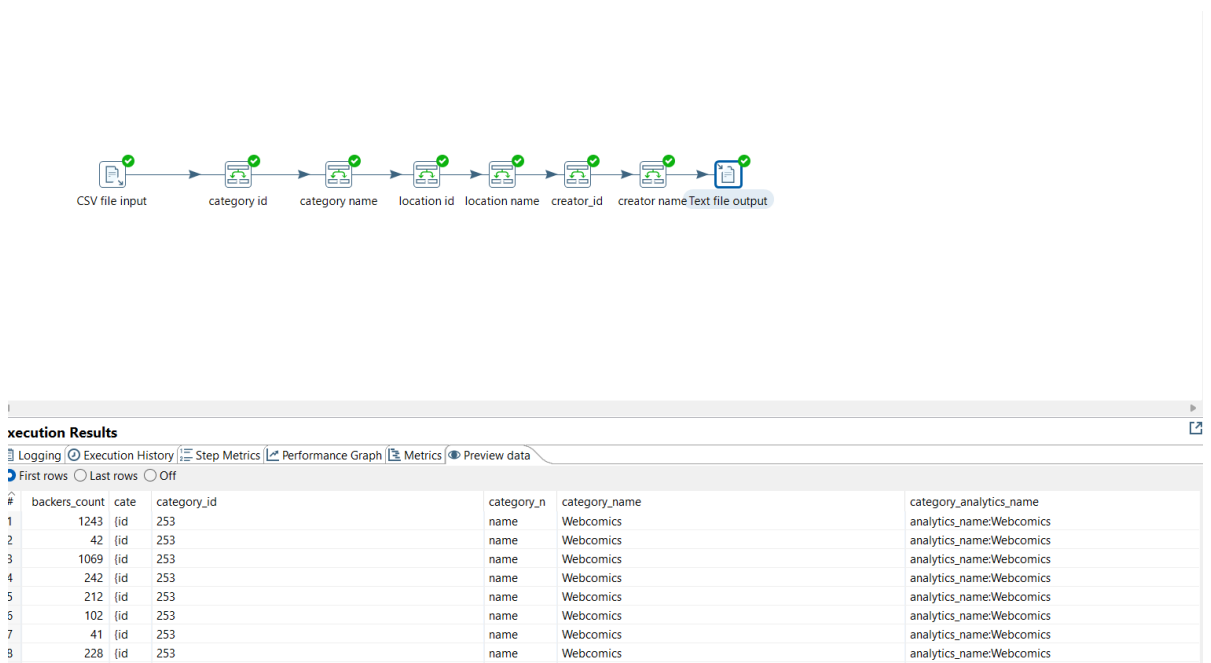 CSV file input category id category name location id location name creator_id creator name Text file output
xecution Results
Logging Execution History Step Metrics Performance Graph Metrics Preview data
First rows Last rows Off
# backers_count cate category_id category_n category_name category_analytics_name
1 1243 {id 253 name Webcomics analytics_name:Webcomics
2 42 {id 253 name Webcomics analytics_name:Webcomics
3 1069 {id 253 name Webcomics analytics_name:Webcomics
4 242 {id 253 name Webcomics analytics_name:Webcomics
5 212 {id 253 name Webcomics analytics_name:Webcomics
6 102 {id 253 name Webcomics analytics_name:Webcomics
7 41 {id 253 name Webcomics analytics_name:Webcomics
8 228 {id 253 name Webcomics analytics_name:Webcomics